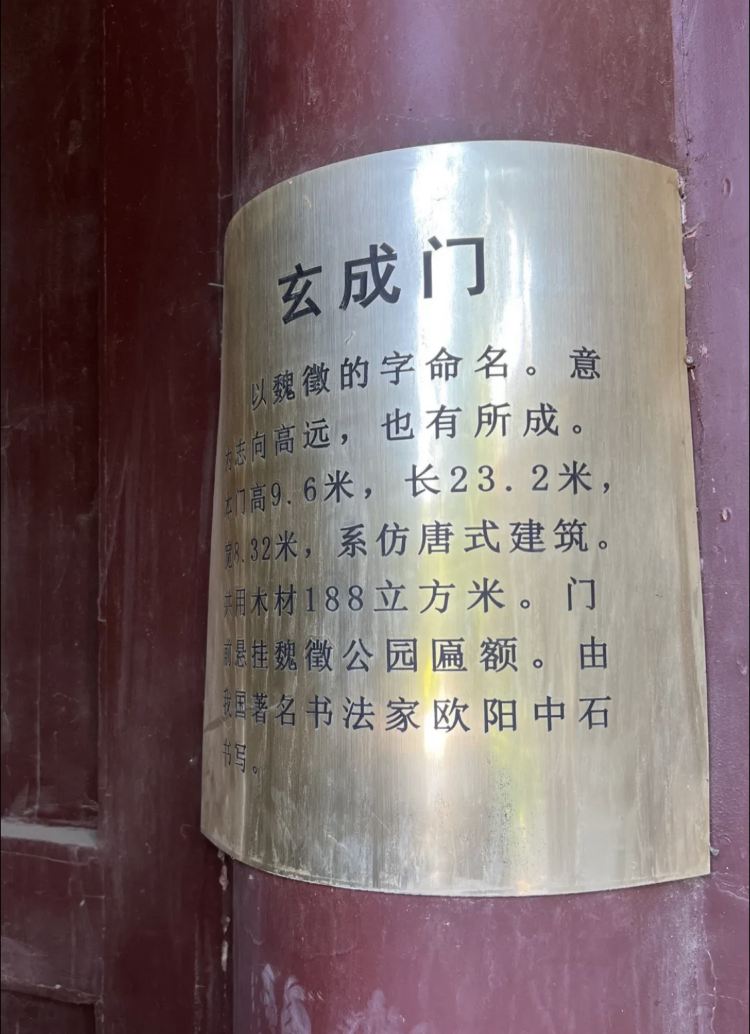 玄成门
以魏徵的字命名。意
为志向高远，也有所成。
本门高9.6米，长23.2米，
宽8.32米，系仿唐式建筑。
共用木材188立方米。门
前悬挂魏徵公园匾额。由
我国著名书法家欧阳中石
书写。